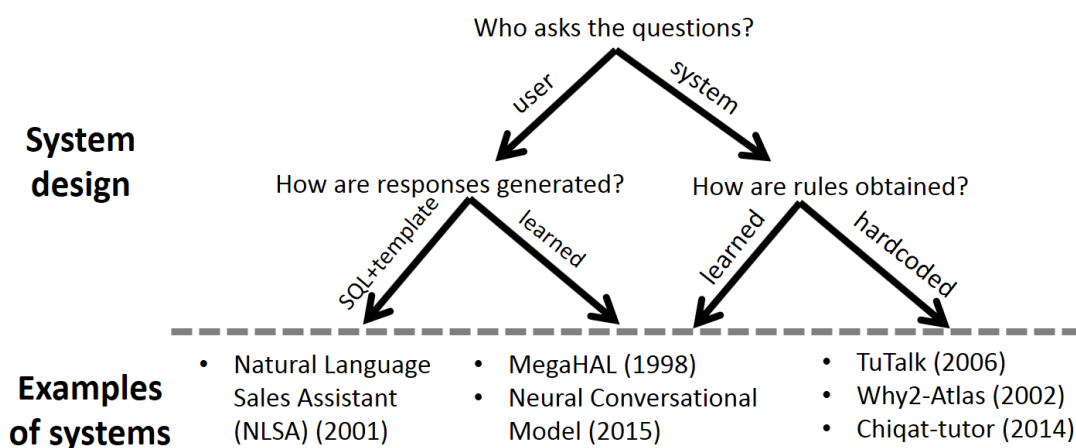 Who asks the questions?
user
system
System
design
How are responses generated?
How are rules obtained?
SQL+template
learned
learned
hardcoded
Examples
of systems
• Natural Language
Sales Assistant
(NLSA) (2001)
• MegaHAL (1998)
• Neural Conversational
Model (2015)
• TuTalk (2006)
• Why2-Atlas (2002)
• Chiqat-tutor (2014)